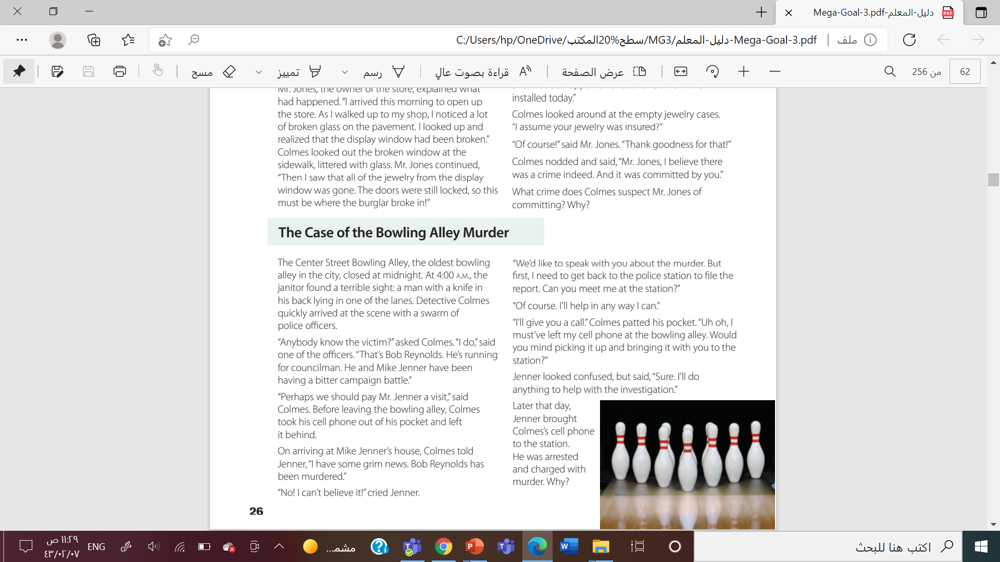 دليل-المعلم-Mega-Goal-3.pdf
ملف
C:/Users/hp/OneDrive/سطح%20المكتب/MG3/دليل-المعلم-Mega-Goal-3.pdf
62
من 256
عرض الصفحة
قراءة بصوت عالٍ
رسم
تمييز
مسح
Mr. Jones, the owner of the store, explained what
had happened. “I arrived this morning to open up
the store. As I walked up to my shop, I noticed a lot
of broken glass on the pavement. I looked up and
realized that the display window had been broken.”
Colmes looked out the broken window at the
sidewalk, littered with glass. Mr. Jones continued,
“Then I saw that all of the jewelry from the display
window was gone. The doors were still locked, so this
must be where the burglar broke in!”
installed today.”
Colmes looked around at the empty jewelry cases.
“I assume your jewelry was insured?”
“Of course!” said Mr. Jones. “Thank goodness for that!”
Colmes nodded and said, “Mr. Jones, I believe there
was a crime indeed. And it was committed by you.”
What crime does Colmes suspect Mr. Jones of
committing? Why?
The Case of the Bowling Alley Murder
The Center Street Bowling Alley, the oldest bowling
alley in the city, closed at midnight. At 4:00 A.M., the
janitor found a terrible sight: a man with a knife in
his back lying in one of the lanes. Detective Colmes
quickly arrived at the scene with a swarm of
police officers.
“Anybody know the victim?” asked Colmes. “I do,” said
one of the officers. “That’s Bob Reynolds. He’s running
for councilman. He and Mike Jenner have been
having a bitter campaign battle.”
“Perhaps we should pay Mr. Jenner a visit,” said
Colmes. Before leaving the bowling alley, Colmes
took his cell phone out of his pocket and left
it behind.
On arriving at Mike Jenner’s house, Colmes told
Jenner, “I have some grim news. Bob Reynolds has
been murdered.”
“No! I can’t believe it!” cried Jenner.
“We’d like to speak with you about the murder. But
first, I need to get back to the police station to file the
report. Can you meet me at the station?”
“Of course. I’ll help in any way I can.”
“I’ll give you a call.” Colmes patted his pocket. “Uh oh, I
must’ve left my cell phone at the bowling alley. Would
you mind picking it up and bringing it with you to the
station?”
Jenner looked confused, but said, “Sure. I’ll do
anything to help with the investigation.”
Later that day,
Jenner brought
Colmes’s cell phone
to the station.
He was arrested
and charged with
murder. Why?
26
اكتب هنا للبحث
مشمـ...
ENG
١١:٢٩ ص
٤٣/٠٢/٠٧